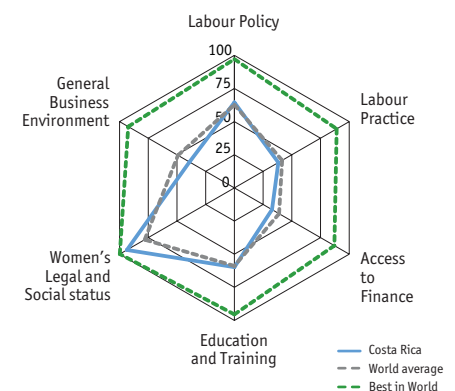 Labour Policy
100
75
50
25
0
General
Business
Environment
Labour
Practice
Women's
Legal and
Social status
Access
to
Finance
Education
and Training
Costa Rica
World average
Best in World